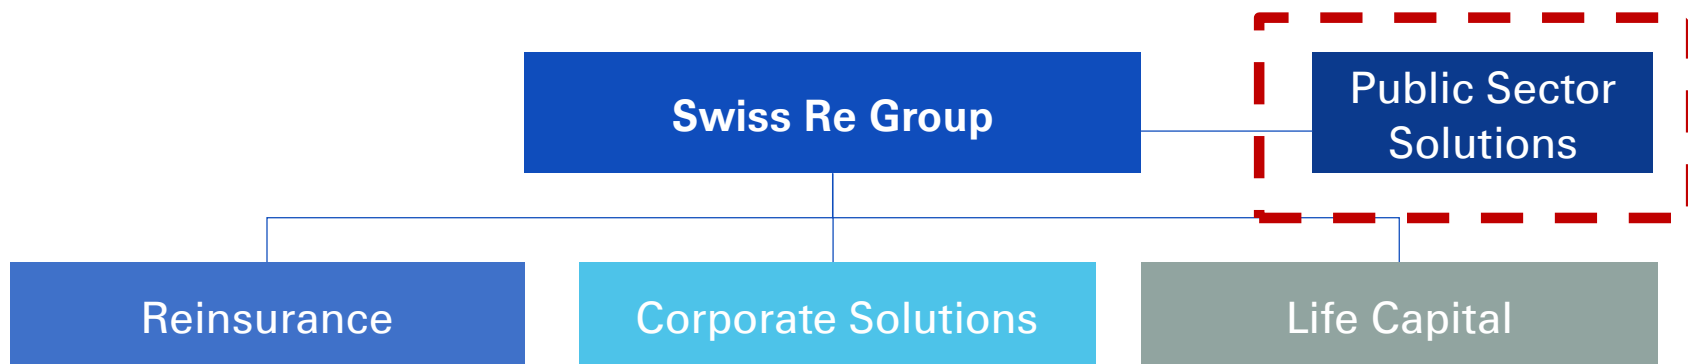 Swiss Re Group
Public Sector
Solutions
Reinsurance
Corporate Solutions
Life Capital